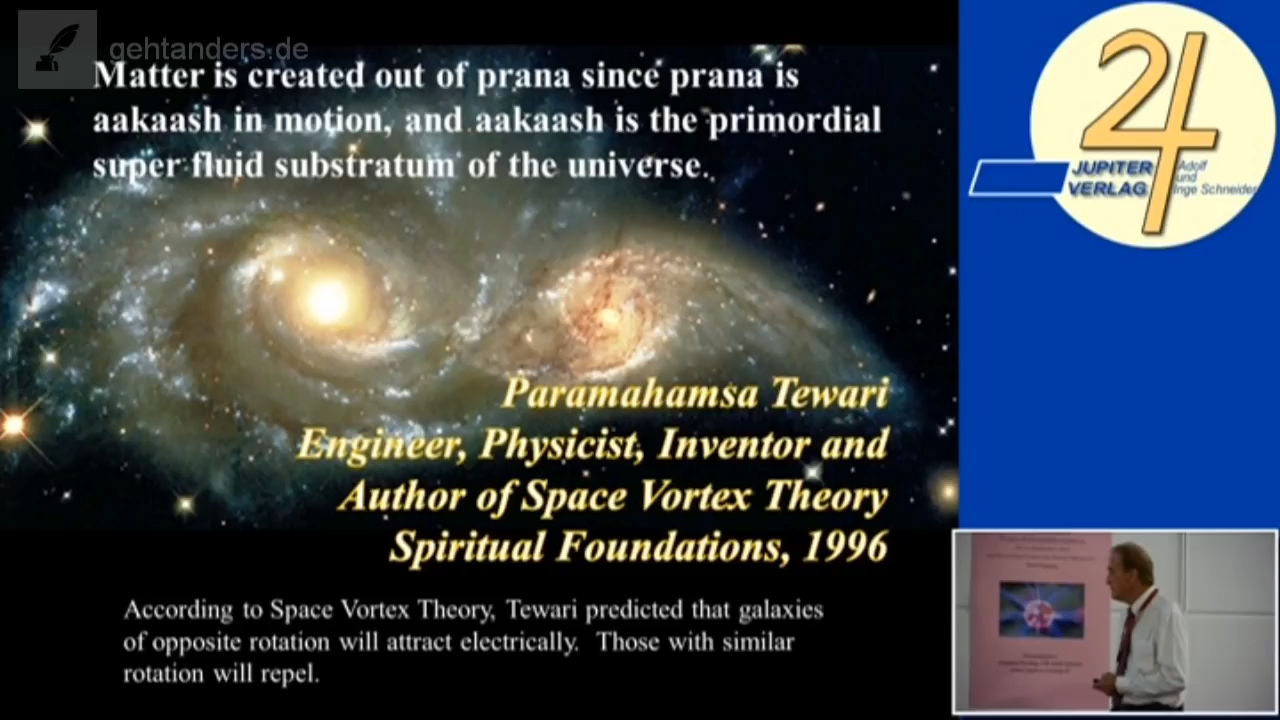 gehtanders.de
Matter is created out of prana since prana is
aakaash in motion, and aakaash is the primordial
super fluid substratum of the universe.
Paramahamsa Tewari
Engineer, Physicist, Inventor and
Author of Space Vortex Theory
Spiritual Foundations, 1996
According to Space Vortex Theory, Tewari predicted that galaxies
of opposite rotation will attract electrically. Those with similar
rotation will repel.
JUPITER
VERLAG
Adolf
und
Inge Schneider